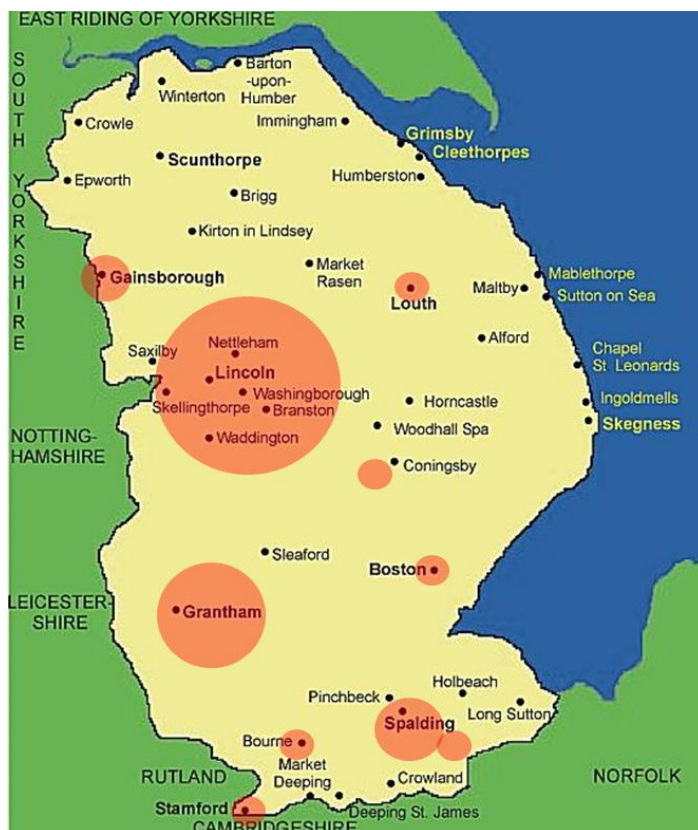 EAST RIDING OF YORKSHIRE
SOUTH YORKSHIRE
Barton
-upon-
Humber
Winterton
Crowle
Immingham
Grimsby
Cleethorpes
Scunthorpe
Epworth
Humberston
Brigg
Kirton in Lindsey
Market
Rasen
Gainsborough
Louth
Maltby
Mablethorpe
Sutton on Sea
Nettleham
Saxilby
Alford
Chapel
St. Leonards
Lincoln
Washingborough
Skellingthorpe
Branston
Horncastle
Ingoldmells
Skegness
Woodhall Spa
Waddington
NOTTING-
HAMSHIRE
Coningsby
Sleaford
Boston
LEICESTER-
SHIRE
Grantham
Pinchbeck
Holbeach
Long Sutton
Spalding
Bourne
Market
Deeping
Crowland
RUTLAND
NORFOLK
Stamford
Deeping St. James
CAMBRIDGESHIRE